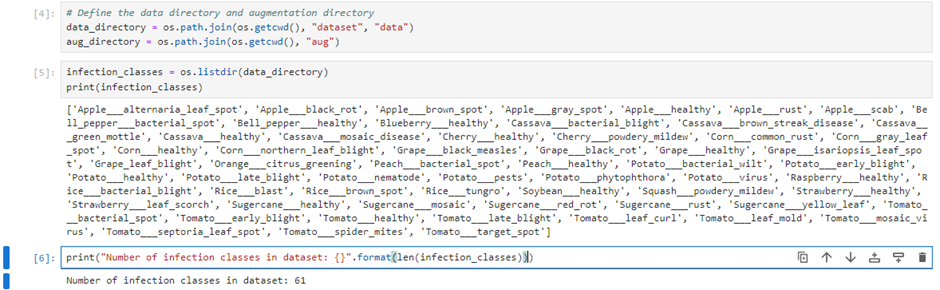 [4]: # Define the data directory and augmentation directory
data_directory = os.path.join(os.getcwd(), "dataset", "data")
aug_directory = os.path.join(os.getcwd(), "aug")
[5]: infection_classes = os.listdir(data_directory)
print(infection_classes)
['Apple___alternaria_leaf_spot', 'Apple___black_rot', 'Apple___brown_spot', 'Apple___gray_spot', 'Apple___healthy', 'Apple___rust', 'Apple___scab', 'Be
ll_pepper___bacterial_spot', 'Bell_pepper___healthy', 'Blueberry___healthy', 'Cassava___bacterial_blight', 'Cassava___brown_streak_disease', 'Cassava__
_green_mottle', 'Cassava___healthy', 'Cassava___mosaic_disease', 'Cherry___healthy', 'Cherry___powdery_mildew', 'Corn___common_rust', 'Corn___gray_leaf
_spot', 'Corn___healthy', 'Corn___northern_leaf_blight', 'Grape___black_measles', 'Grape___black_rot', 'Grape___healthy', 'Grape___isariopsis_leaf_spo
t', 'Grape_leaf_blight', 'Orange___citrus_greening', 'Peach___bacterial_spot', 'Peach___healthy', 'Potato___bacterial_wilt', 'Potato___early_blight',
'Potato___healthy', 'Potato___late_blight', 'Potato___nematode', 'Potato___pests', 'Potato___phytophthora', 'Potato___virus', 'Raspberry___healthy', 'R
ice___bacterial_blight', 'Rice___blast', 'Rice___brown_spot', 'Rice___tungro', 'Soybean___healthy', 'Squash___powdery_mildew', 'Strawberry___healthy',
'Strawberry___leaf_scorch', 'Sugercane___healthy', 'Sugercane___mosaic', 'Sugercane___red_rot', 'Sugercane___rust', 'Sugercane___yellow_leaf', 'Tomato_
__bacterial_spot', 'Tomato___early_blight', 'Tomato___healthy', 'Tomato___late_blight', 'Tomato___leaf_curl', 'Tomato___leaf_mold', 'Tomato___mosaic_vi
rus', 'Tomato___septoria_leaf_spot', 'Tomato___spider_mites', 'Tomato___target_spot']
[6]: print("Number of infection classes in dataset: {}".format(len(infection_classes)))
Number of infection classes in dataset: 61